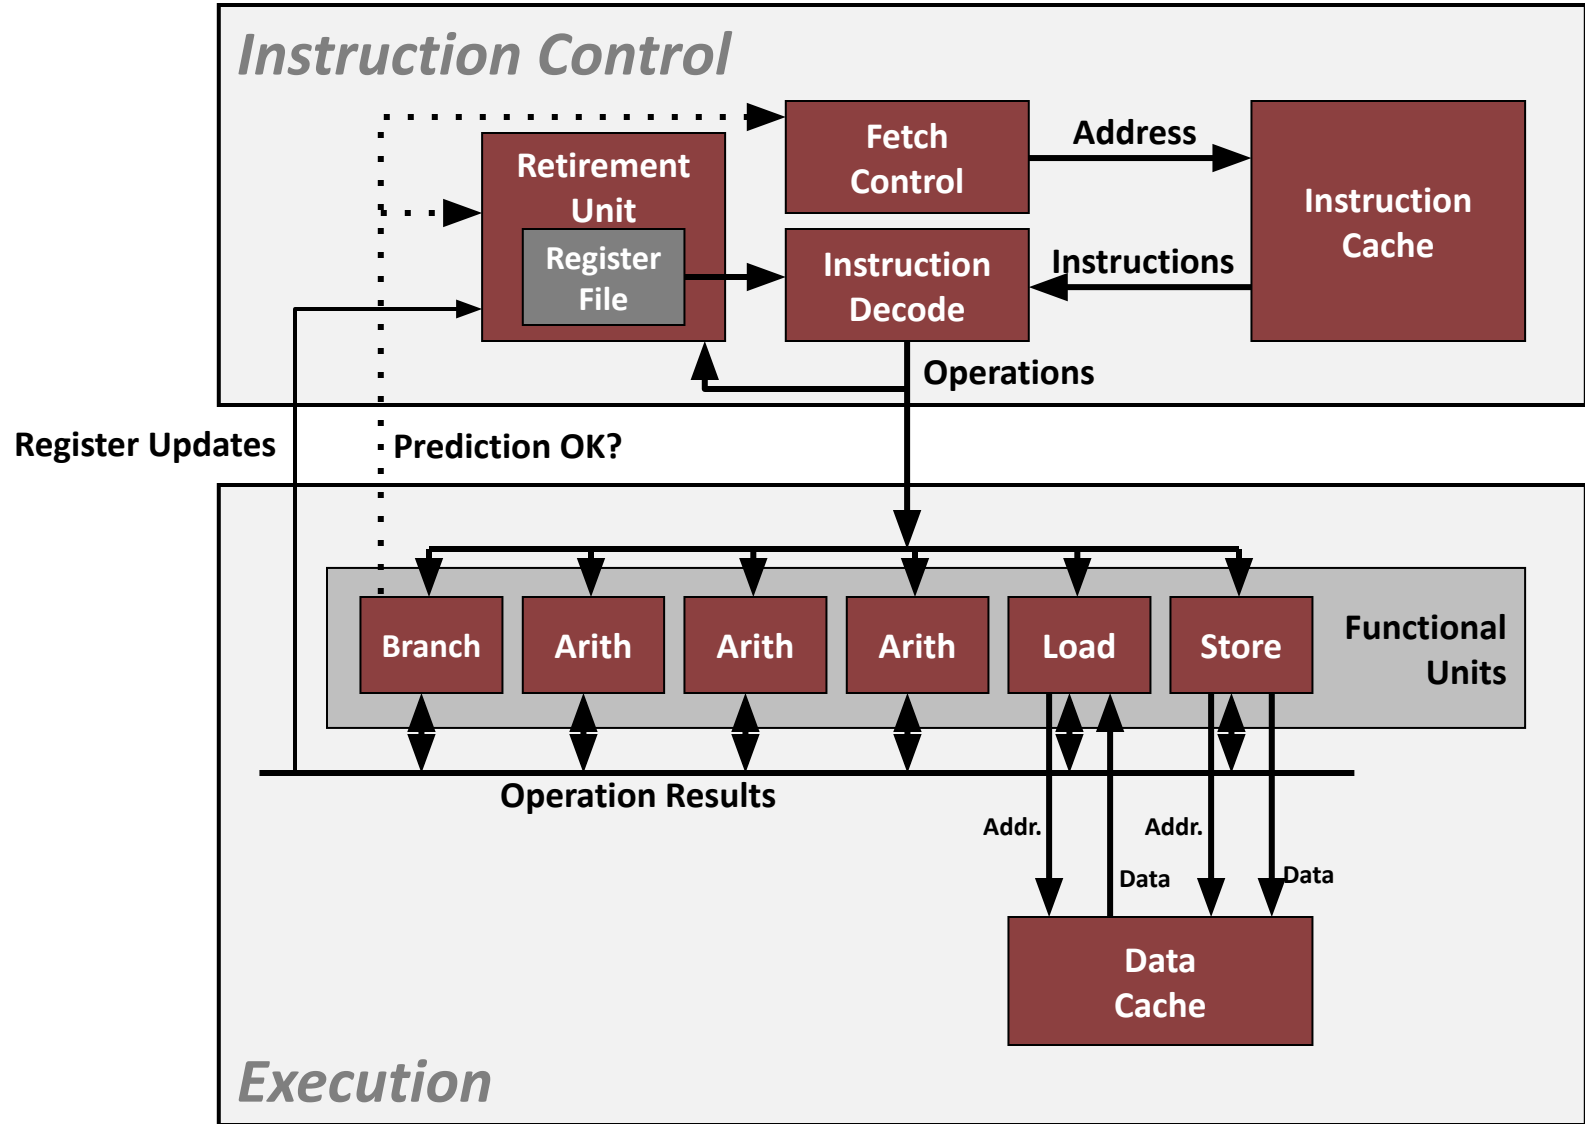 Instruction Control
Fetch
Control
Address
Retirement
Unit
Instruction
Cache
Register
File
Instruction
Decode
Instructions
Operations
Register Updates
Prediction OK?
Branch
Arith
Arith
Arith
Load
Store
Functional
Units
Operation Results
Addr.
Addr.
Data
Data
Data
Cache
Execution